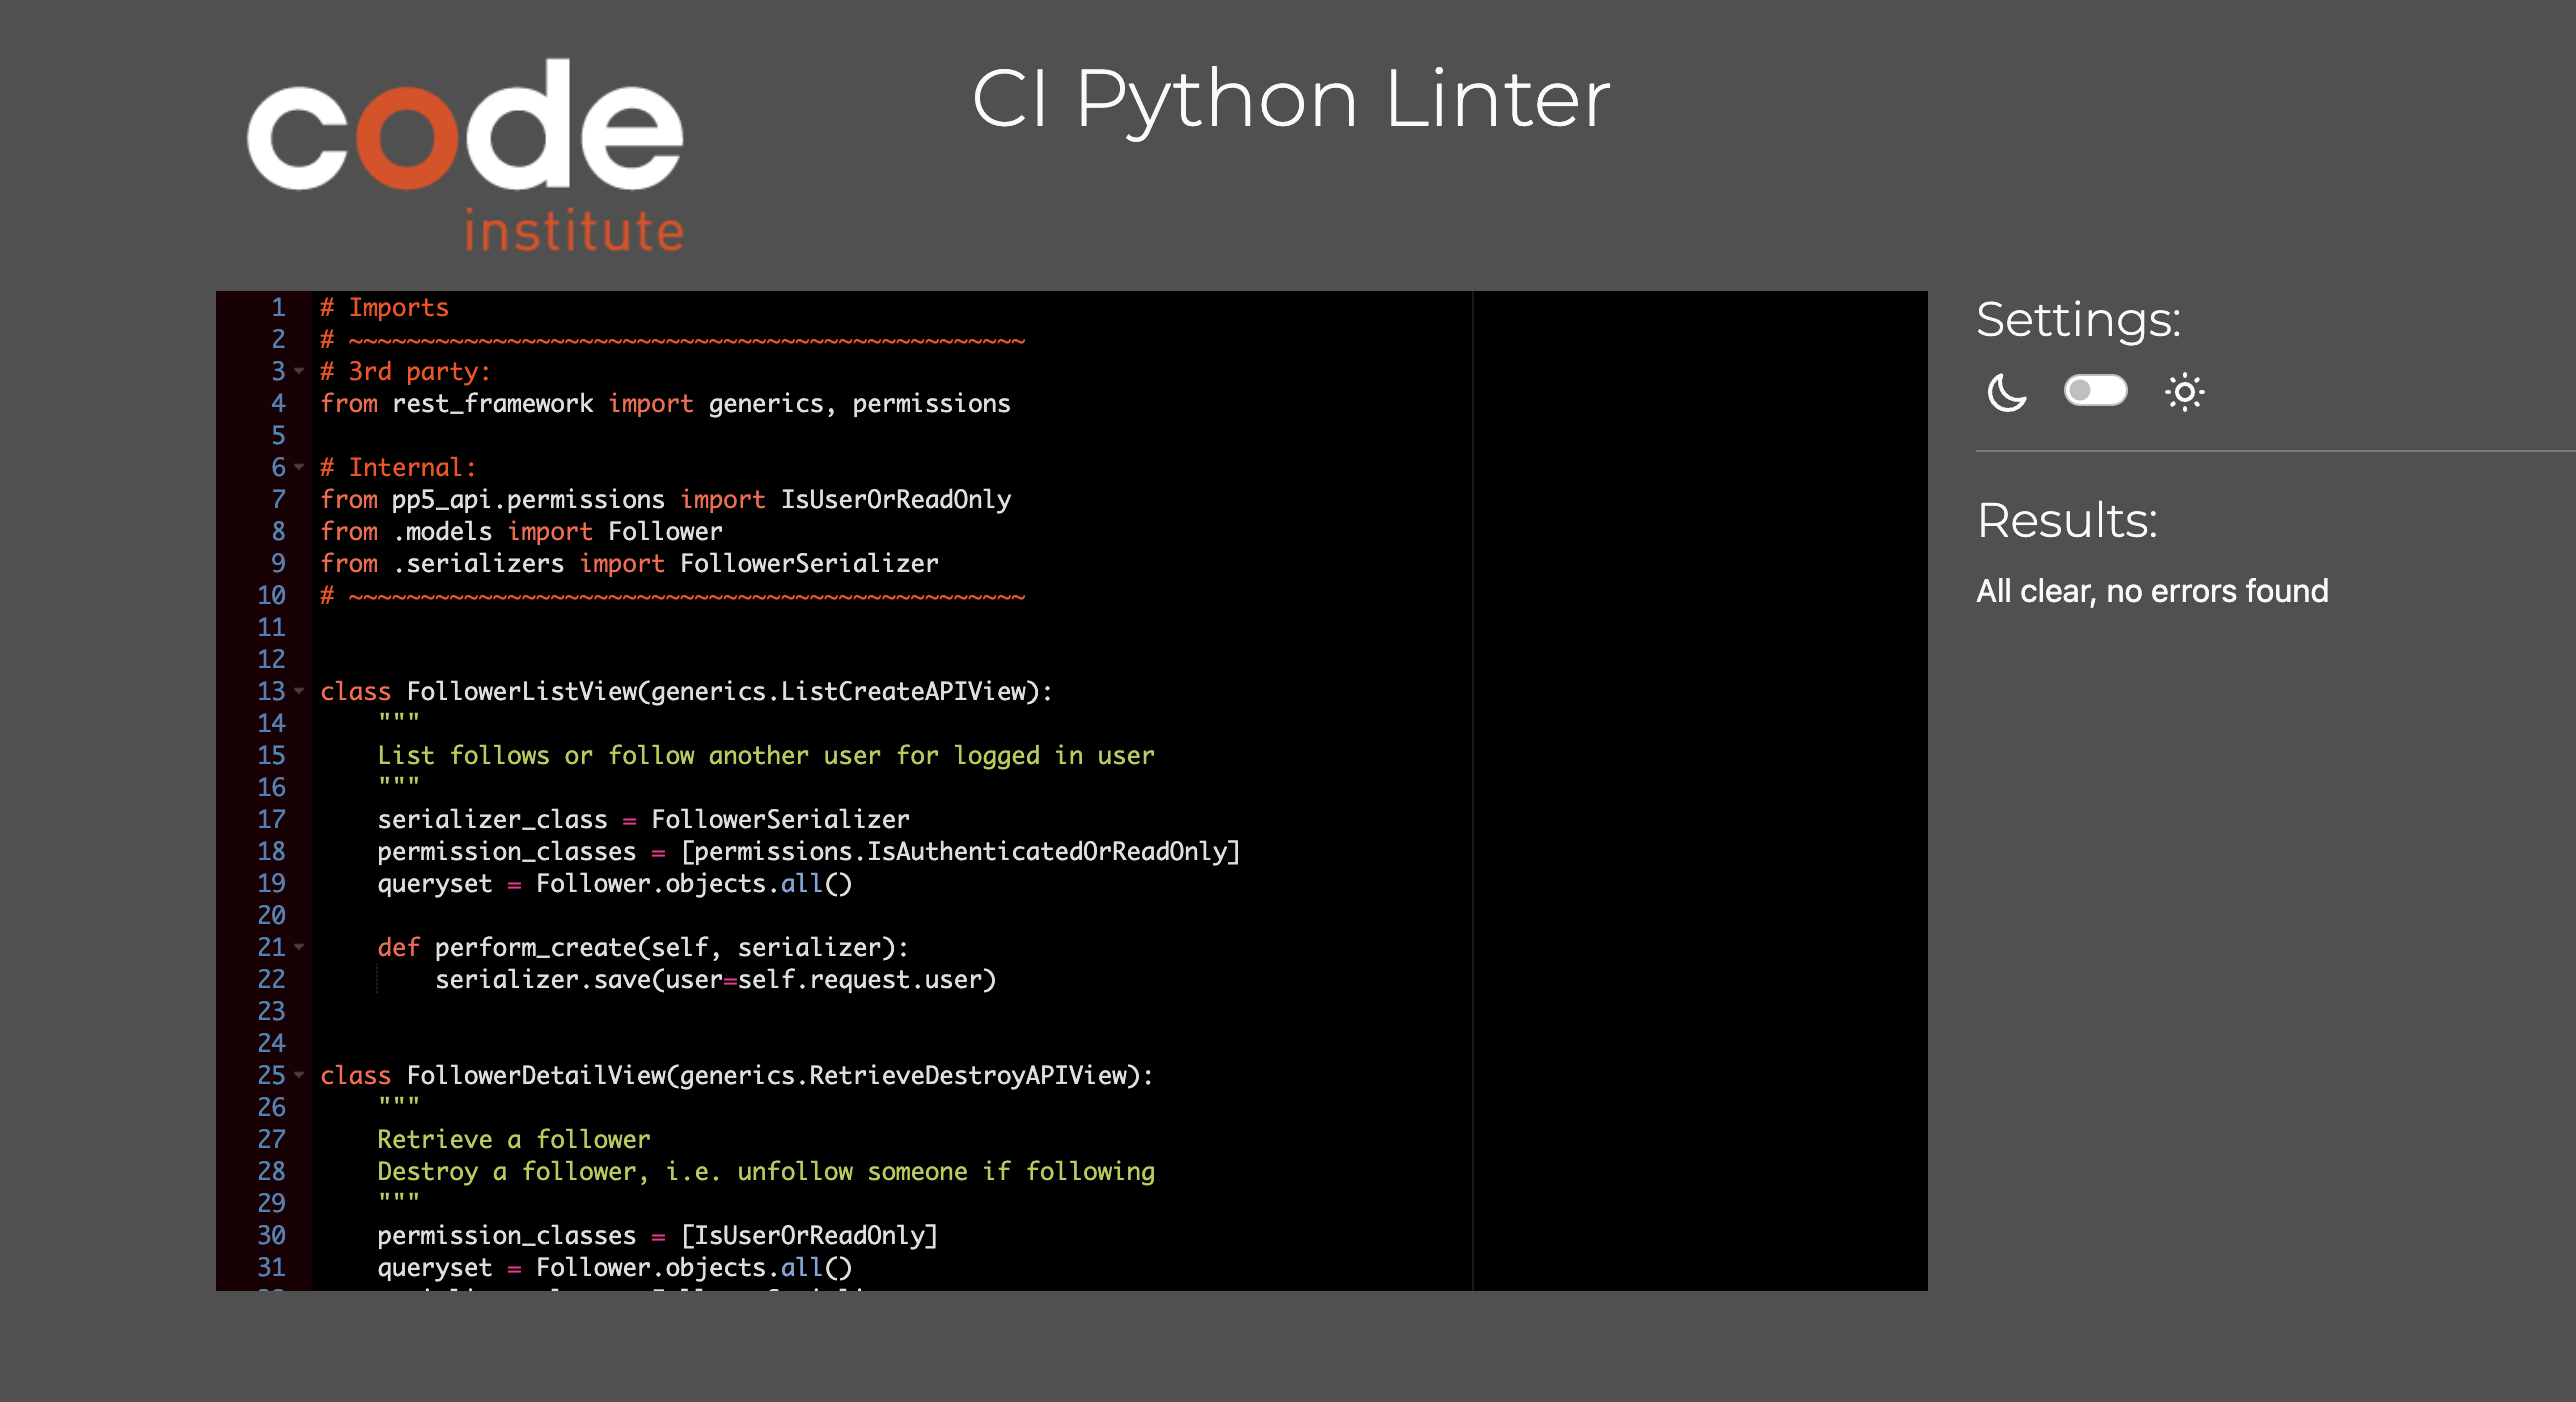 code
institute
CI Python Linter
1 # Imports
2 # ~~~~~~~~~~~~~~~~~~~~~~~~~~~~~~~~~~~~~~~~~~~~~~~
3 # 3rd party:
4 from rest_framework import generics, permissions
5
6 # Internal:
7 from pp5_api.permissions import IsUserOrReadOnly
8 from .models import Follower
9 from .serializers import FollowerSerializer
10 # ~~~~~~~~~~~~~~~~~~~~~~~~~~~~~~~~~~~~~~~~~~~~~~~
11
12
13 class FollowerListView(generics.ListCreateAPIView):
14     """
15     List follows or follow another user for logged in user
16     """
17     serializer_class = FollowerSerializer
18     permission_classes = [permissions.IsAuthenticatedOrReadOnly]
19     queryset = Follower.objects.all()
20
21     def perform_create(self, serializer):
22         serializer.save(user=self.request.user)
23
24
25 class FollowerDetailView(generics.RetrieveDestroyAPIView):
26     """
27     Retrieve a follower
28     Destroy a follower, i.e. unfollow someone if following
29     """
30     permission_classes = [IsUserOrReadOnly]
31     queryset = Follower.objects.all()
Settings:
Results:
All clear, no errors found